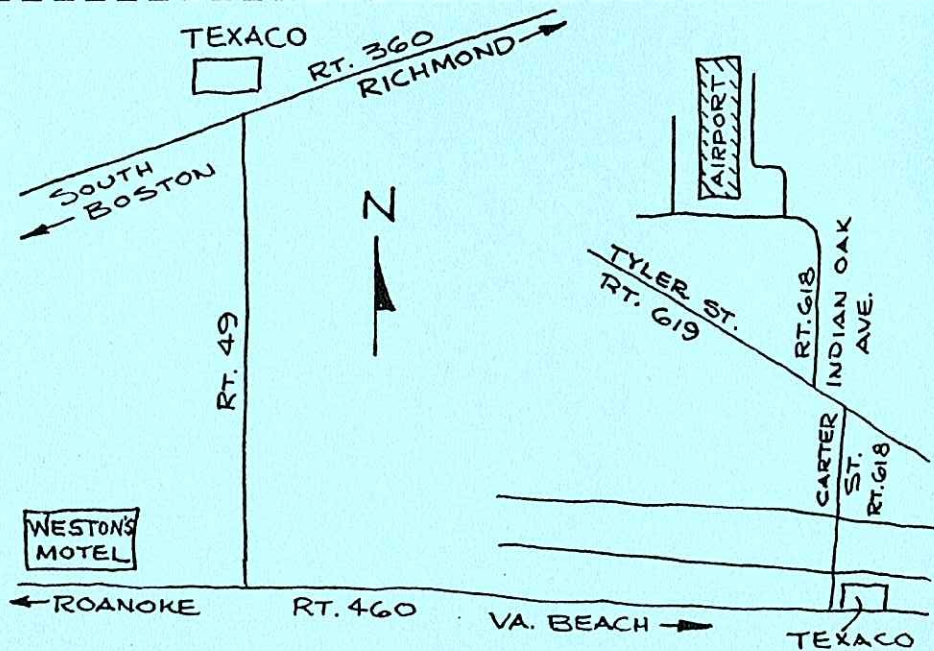 TEXACO
RT. 360
RICHMOND
SOUTH
BOSTON
AIRPORT
N
TYLER ST.
RT. 619
RT. 618
INDIAN OAK
AVE.
RT. 49
CARTER
ST.
RT. 618
WESTON'S
MOTEL
ROANOKE
RT. 460
VA. BEACH
TEXACO